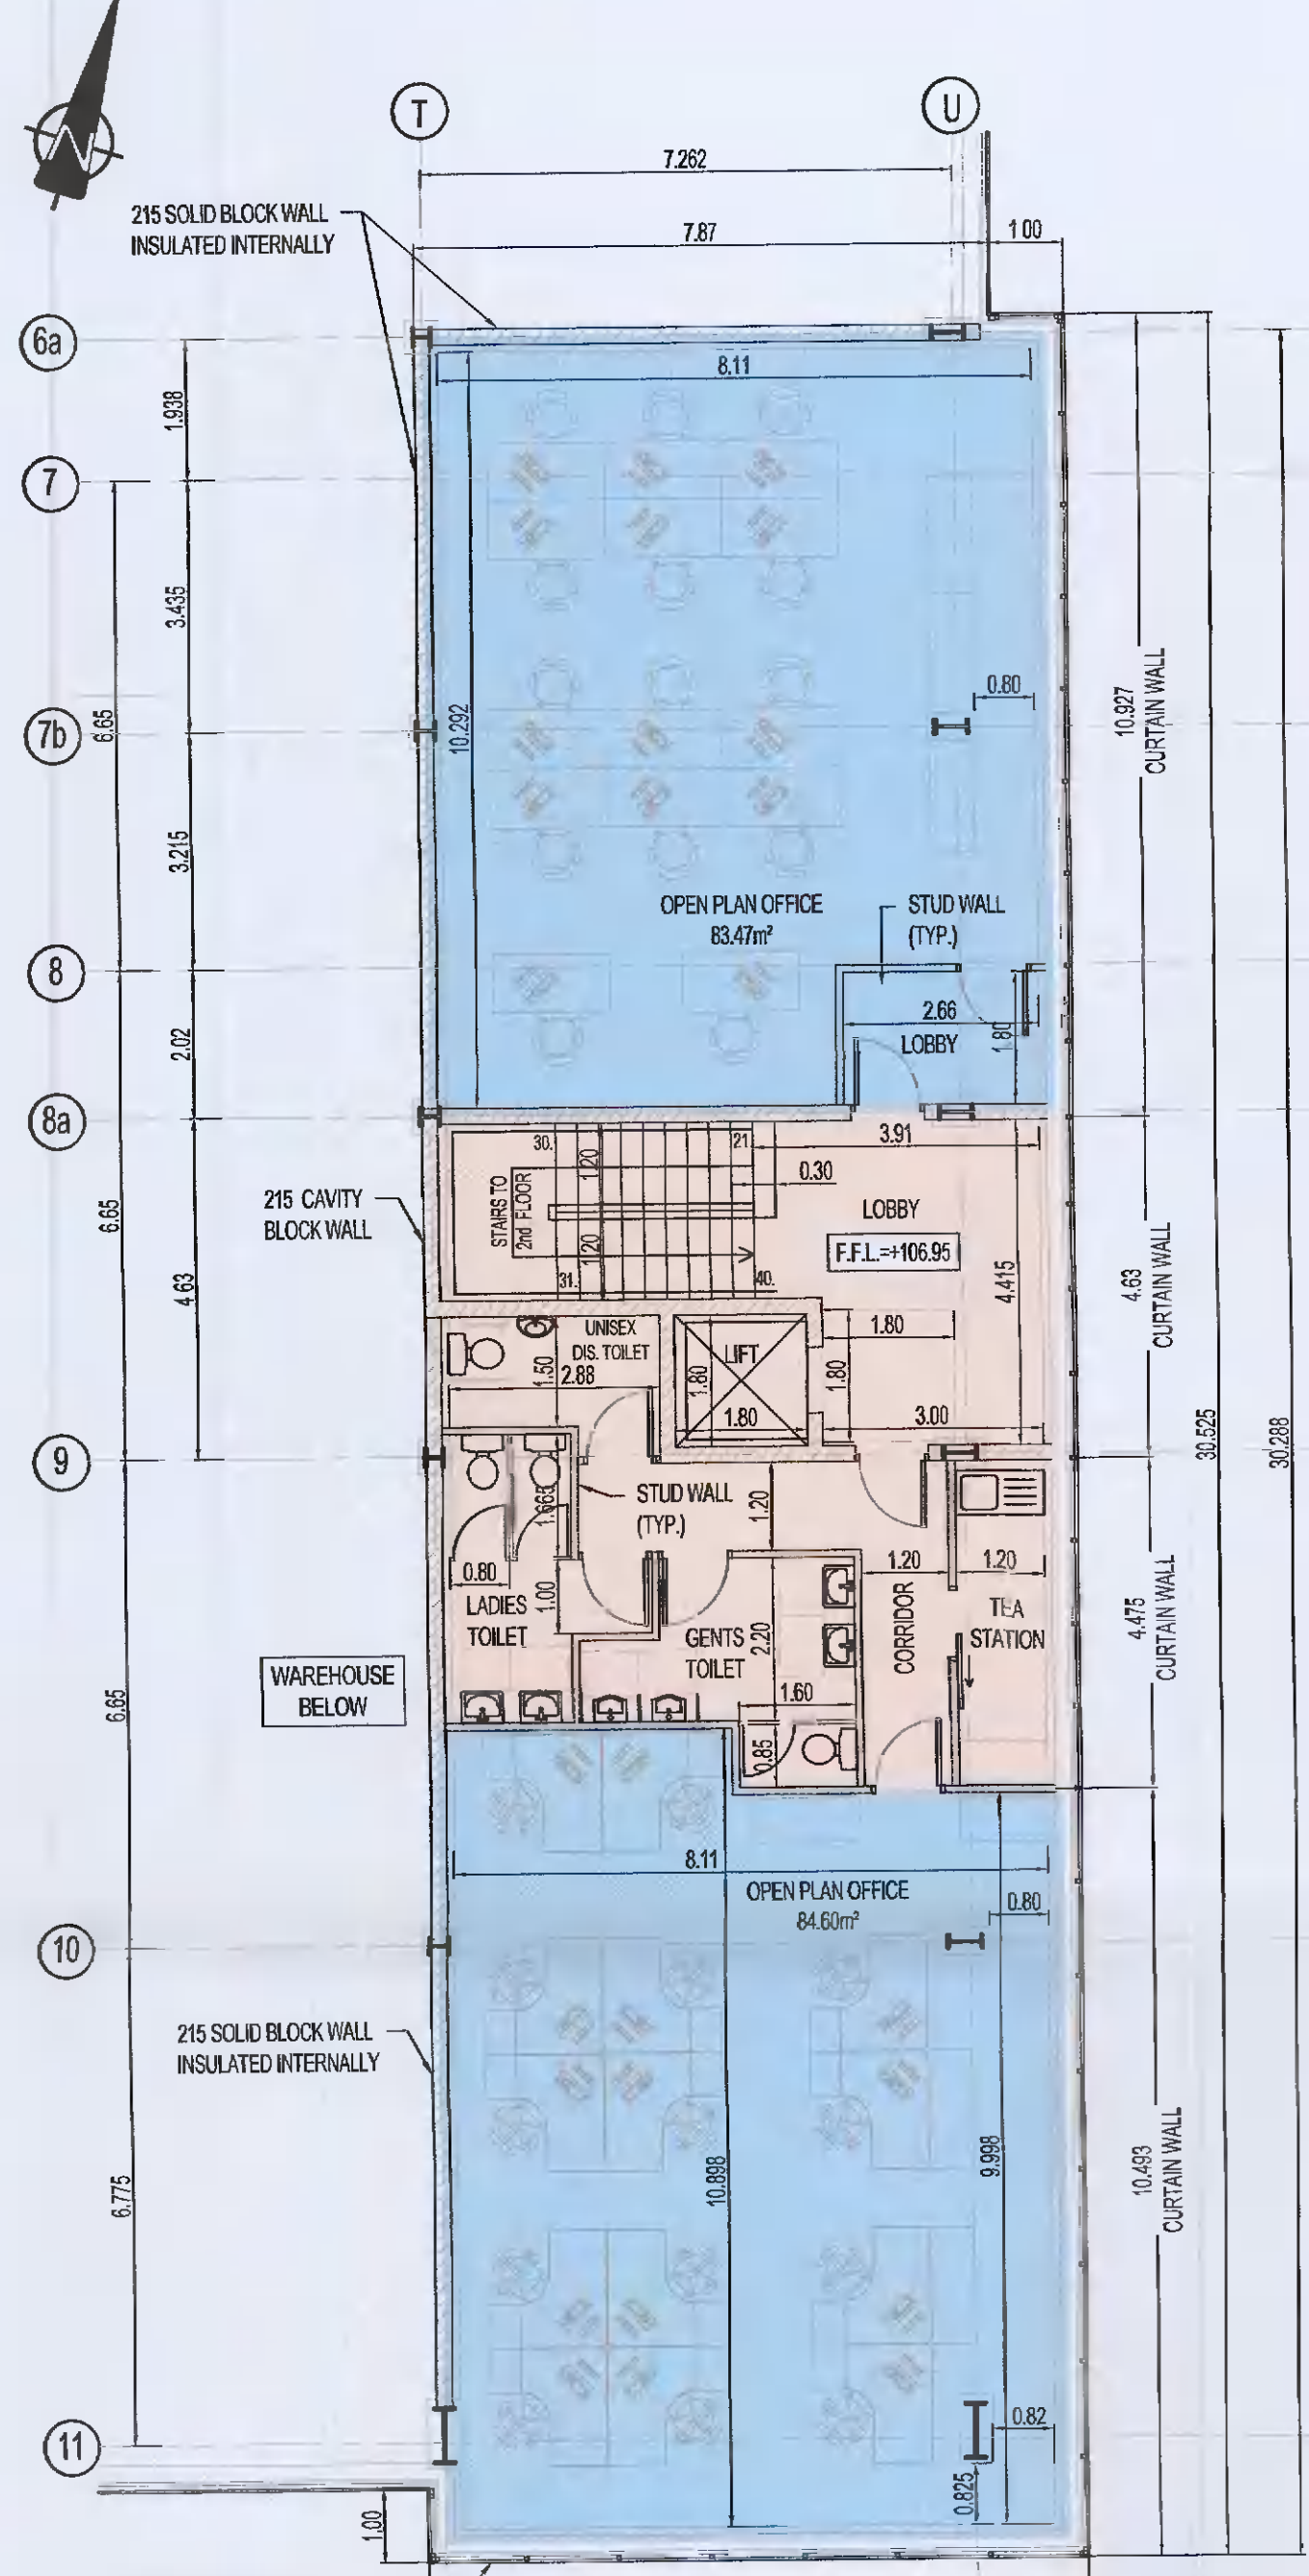 N
T
U
7.262
7.87
1.00
215 SOLID BLOCK WALL
INSULATED INTERNALLY
6a
8.11
1.938
7
3.435
10.292
6.65
0.80
10.927
CURTAIN WALL
7b
3.215
OPEN PLAN OFFICE
83.47m²
STUD WALL
(TYP.)
8
2.02
2.66
LOBBY
1.80
8a
30.
21
3.91
1.20
0.30
STAIRS TO
2nd. FLOOR
215 CAVITY
BLOCK WALL
LOBBY
F.F.L.=+106.95
6.65
4.63
1.20
31.
40.
4.415
4.63
CURTAIN WALL
UNISEX
DIS. TOILET
1.50
2.88
LIFT
1.80
1.80
1.80
1.80
3.00
30.525
30.288
9
1.665
STUD WALL
(TYP.)
1.20
0.80
1.00
1.20
1.20
LADIES
TOILET
GENTS
TOILET
2.20
CORRIDOR
TEA
STATION
4.475
CURTAIN WALL
WAREHOUSE
BELOW
6.65
1.60
0.85
8.11
OPEN PLAN OFFICE
84.60m²
0.80
10
215 SOLID BLOCK WALL
INSULATED INTERNALLY
6.775
10.898
9.998
10.493
CURTAIN WALL
11
0.82
0.825
1.00